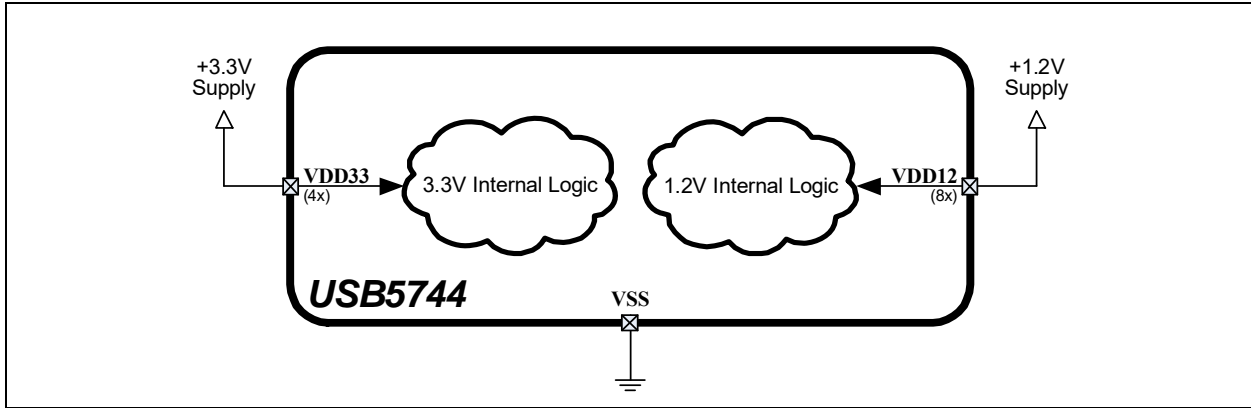 +3.3V
Supply
+1.2V
Supply
VDD33
(4x)
3.3V Internal Logic
1.2V Internal Logic
VDD12
(8x)
USB5744
VSS